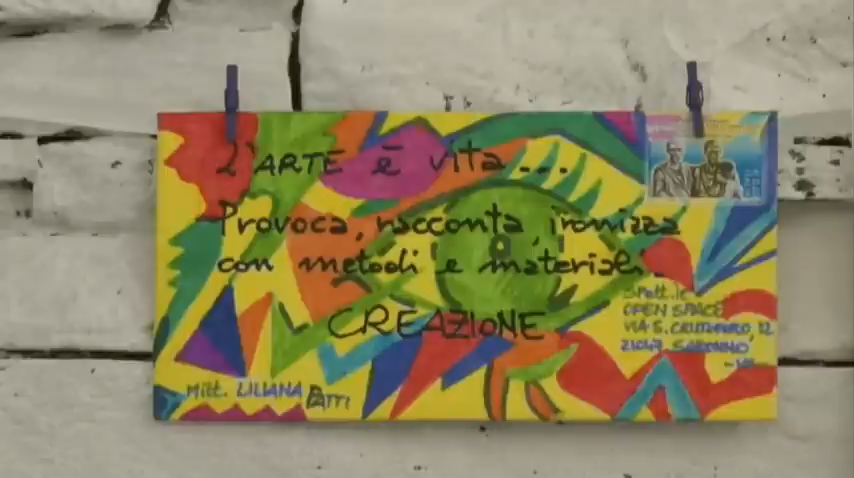 L'ARTE è vita...
Provoca, racconta, ironizza
con metodi e materiali.
CREAZIONE
Spett.le
OPEN SPACE
VIA S. CRISTOFORO, 12
21047 SARONNO
-VA-
Mitt. LILIANA PATTI